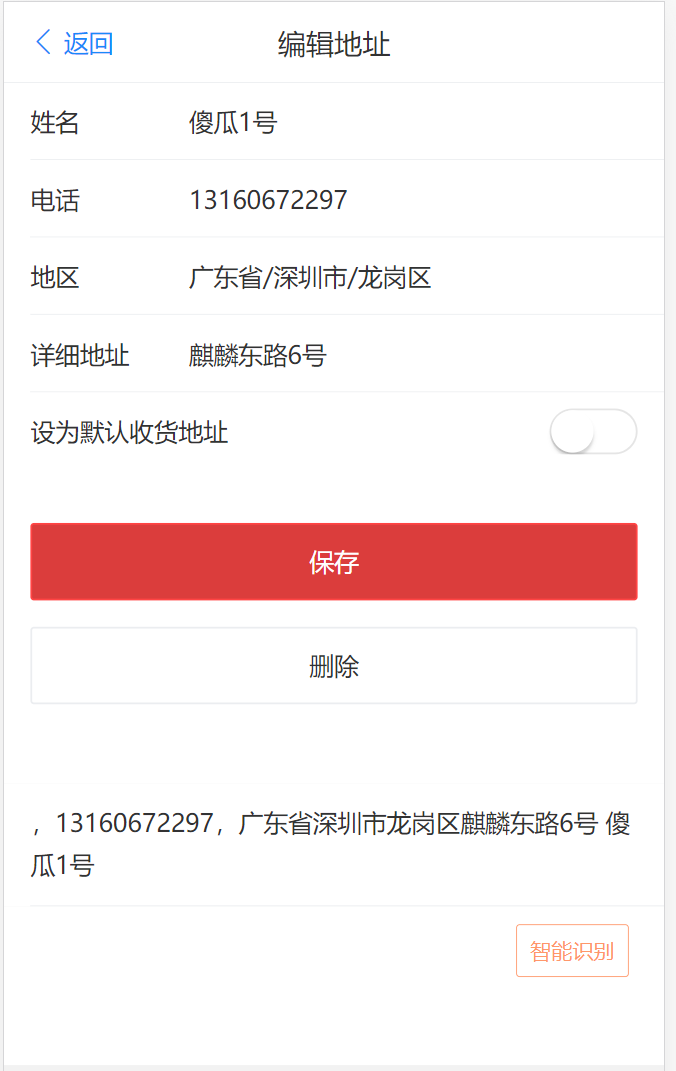 返回 编辑地址
姓名 傻瓜1号
电话 13160672297
地区 广东省/深圳市/龙岗区
详细地址 麒麟东路6号
设为默认收货地址
保存
删除
，13160672297，广东省深圳市龙岗区麒麟东路6号 傻
瓜1号
智能识别